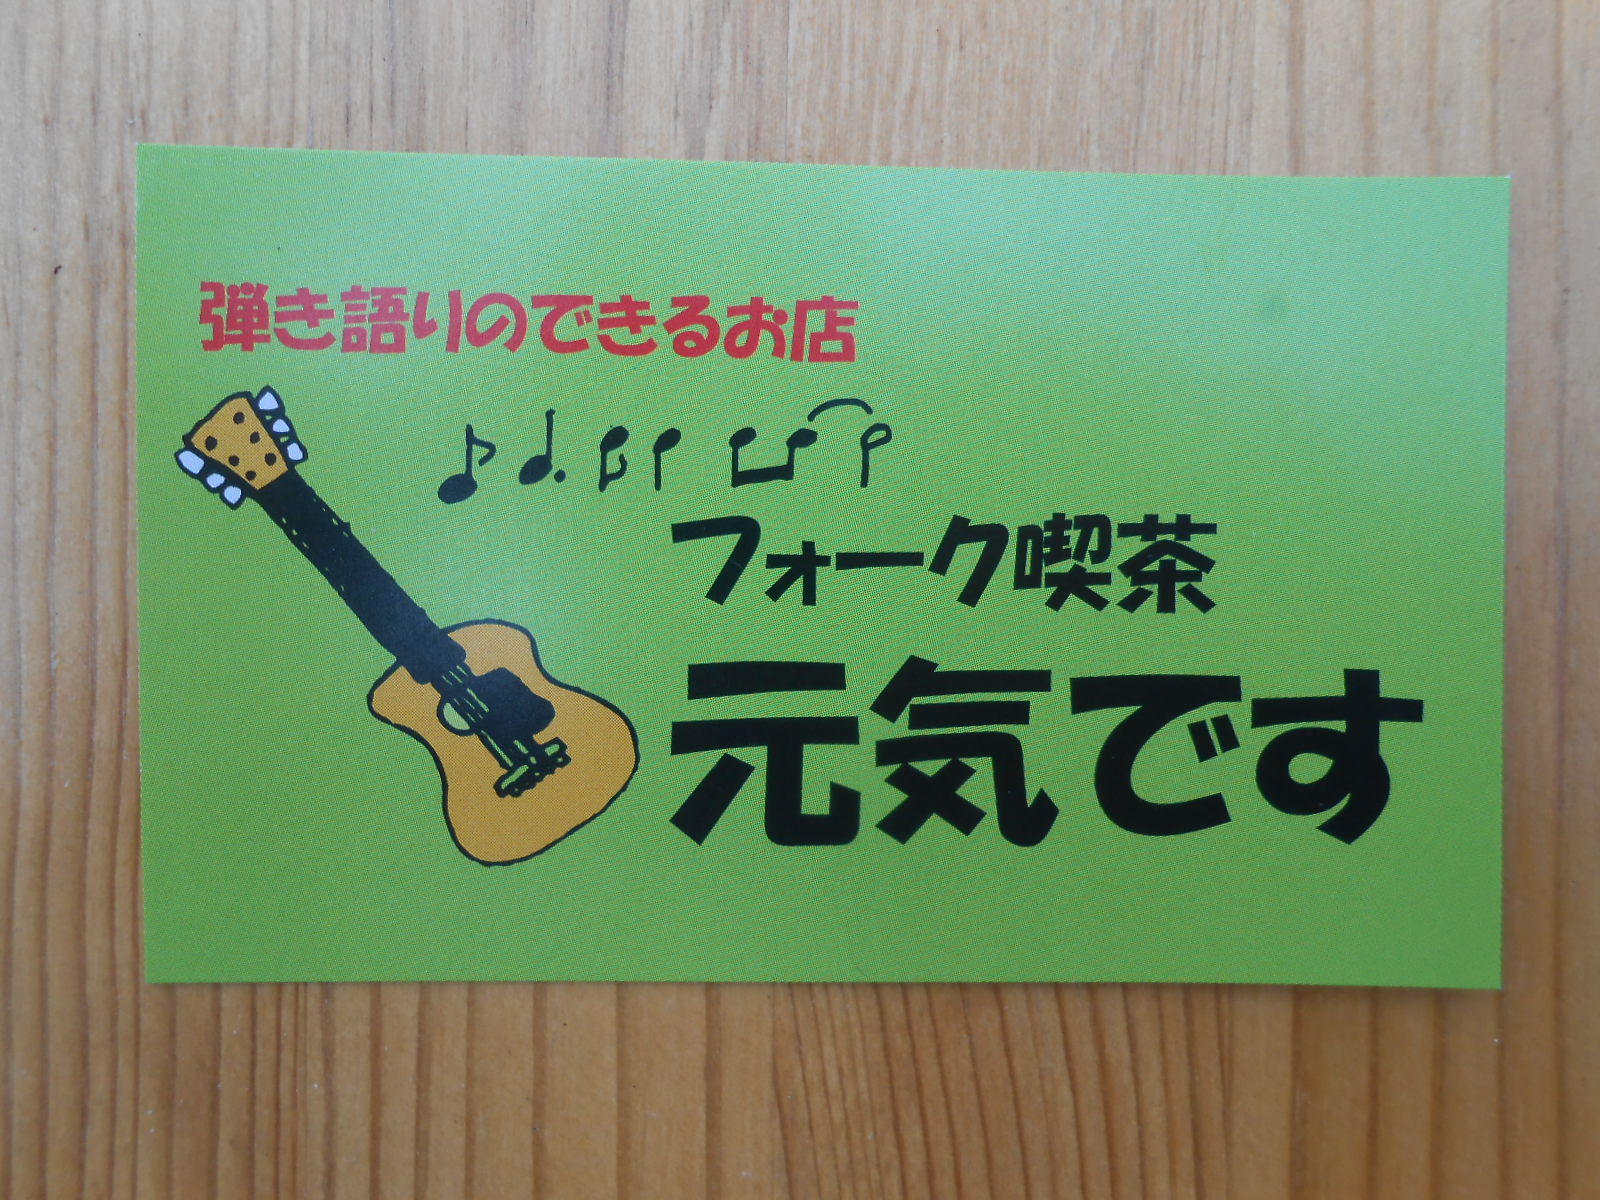 弾き語りのできるお店
フォーク喫茶
元気です